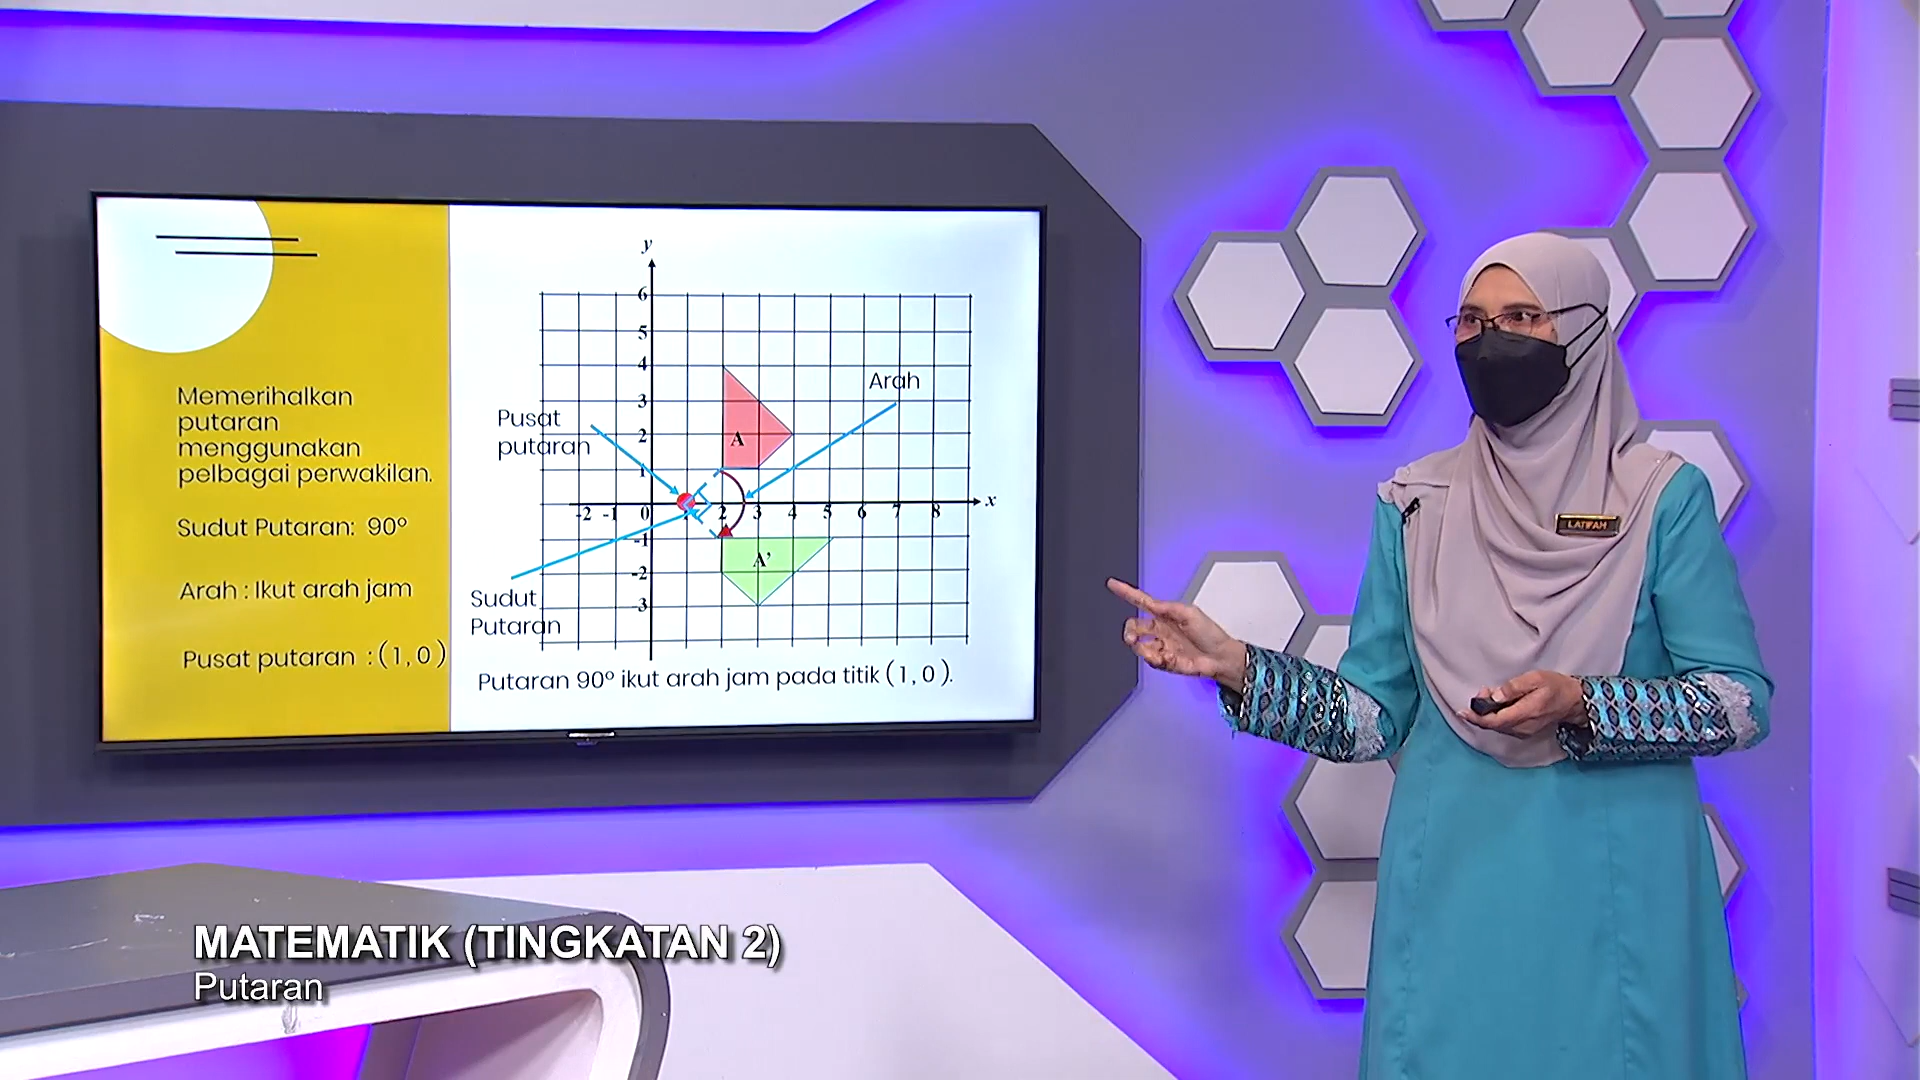 Memerihalkan
putaran
menggunakan
pelbagai perwakilan.
Sudut Putaran: 90°
Arah : Ikut arah jam
Pusat putaran : (1, 0)
y
6
5
4
3
2
1
Arah
Pusat
putaran
A
-2 -1 0 2 3 4 5 6 7 8 x
-1
-2
-3
A'
Sudut
Putaran
Putaran 90° ikut arah jam pada titik (1, 0).
LATIFAH
MATEMATIK (TINGKATAN 2)
Putaran